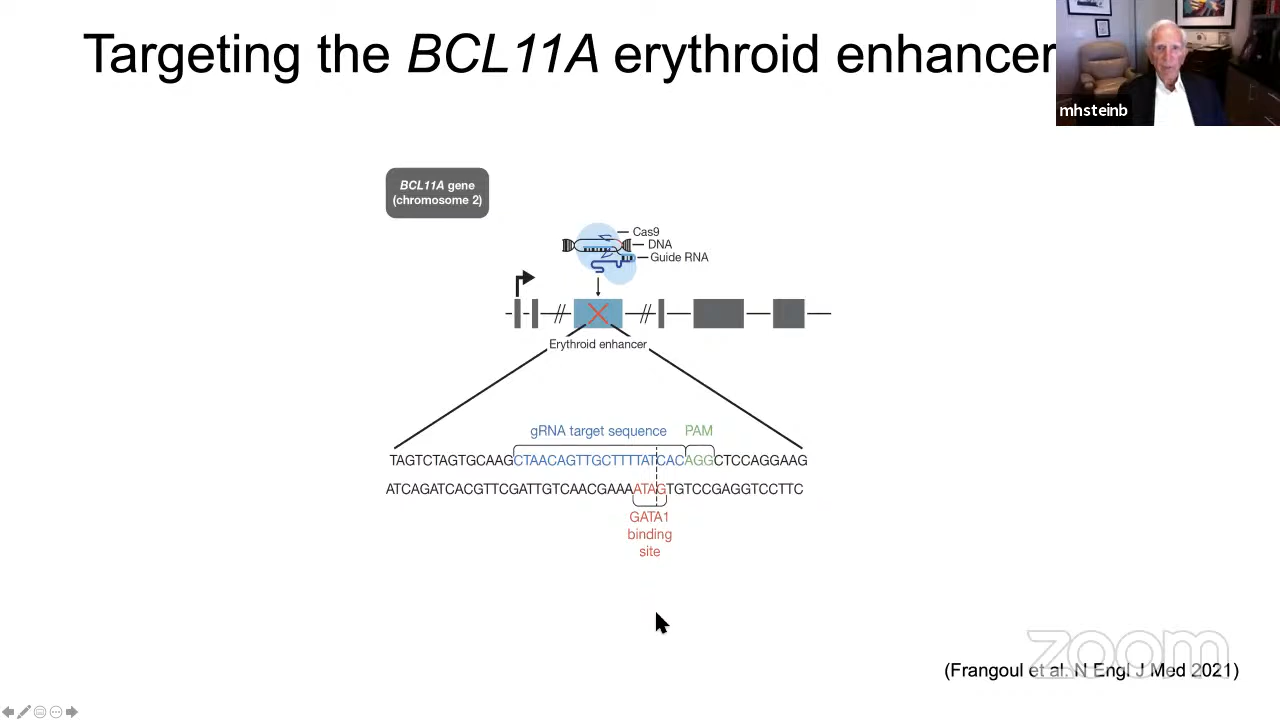 Targeting the BCL11A erythroid enhancer
mhsteinb
BCL11A gene
(chromosome 2)
Cas9
DNA
Guide RNA
Erythroid enhancer
gRNA target sequence
PAM
TAGTCTAGTGCAAGCTAACAGTTGCTTTTATCACAGGCTCCAGGAAG
ATCAGATCACGTTCGATTGTCAACGAAAATAGTGTCCGAGGTCCTTC
GATA1
binding
site
zoom
(Frangoul et al. N Engl J Med 2021)